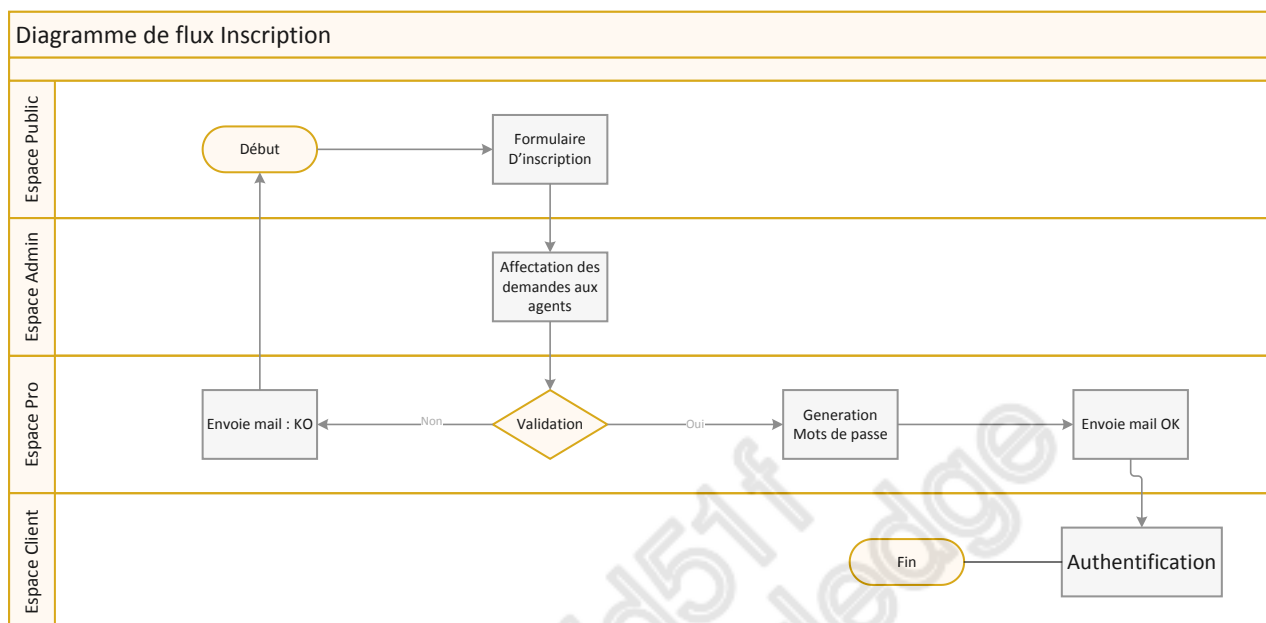 Diagramme de flux Inscription
Espace Public
Début
Formulaire
D’inscription
Espace Admin
Affectation des
demandes aux
agents
Espace Pro
Envoie mail : KO
Non
Validation
Oui
Generation
Mots de passe
Envoie mail OK
Espace Client
Fin
Authentification